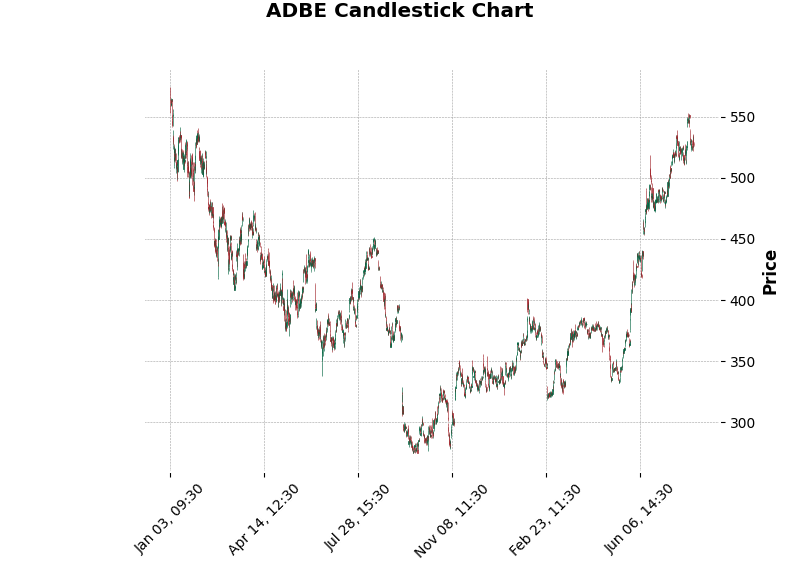 ADBE Candlestick Chart
550
500
450
400
350
300
Price
Jan 03, 09:30
Apr 14, 12:30
Jul 28, 15:30
Nov 08, 11:30
Feb 23, 11:30
Jun 06, 14:30